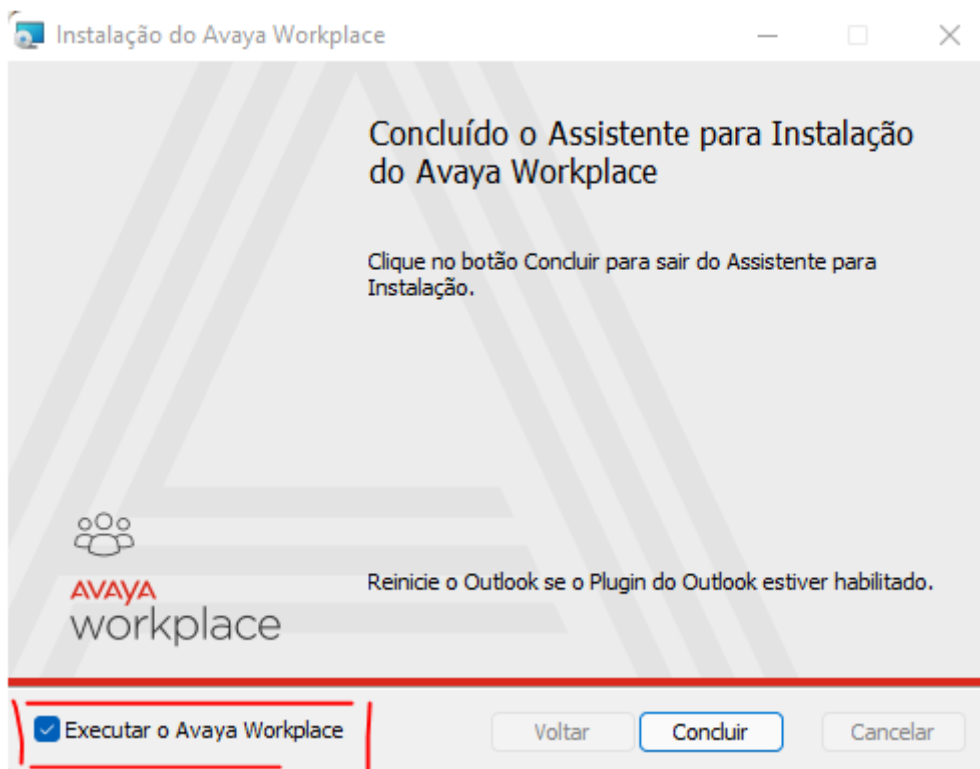 Instalação do Avaya Workplace
Concluído o Assistente para Instalação
do Avaya Workplace
Clique no botão Concluir para sair do Assistente para
Instalação.
Reinicie o Outlook se o Plugin do Outlook estiver habilitado.
AVAYA
workplace
Executar o Avaya Workplace
Voltar
Concluir
Cancelar